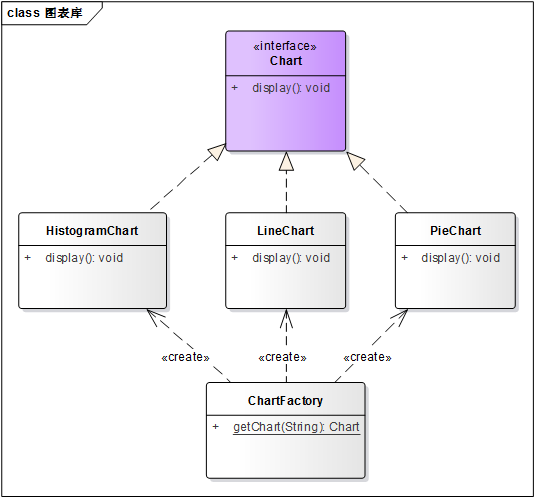 class 图表库
«interface»
Chart
+ display(): void
HistogramChart
+ display(): void
LineChart
+ display(): void
PieChart
+ display(): void
«create»
«create»
«create»
ChartFactory
+ getChart(String): Chart